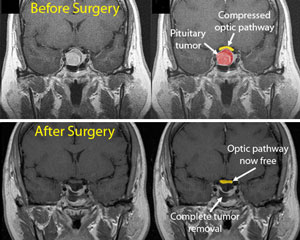 Before Surgery
Compressed
optic pathway
Pituitary
tumor
After Surgery
Optic pathway
now free
Complete tumor
removal